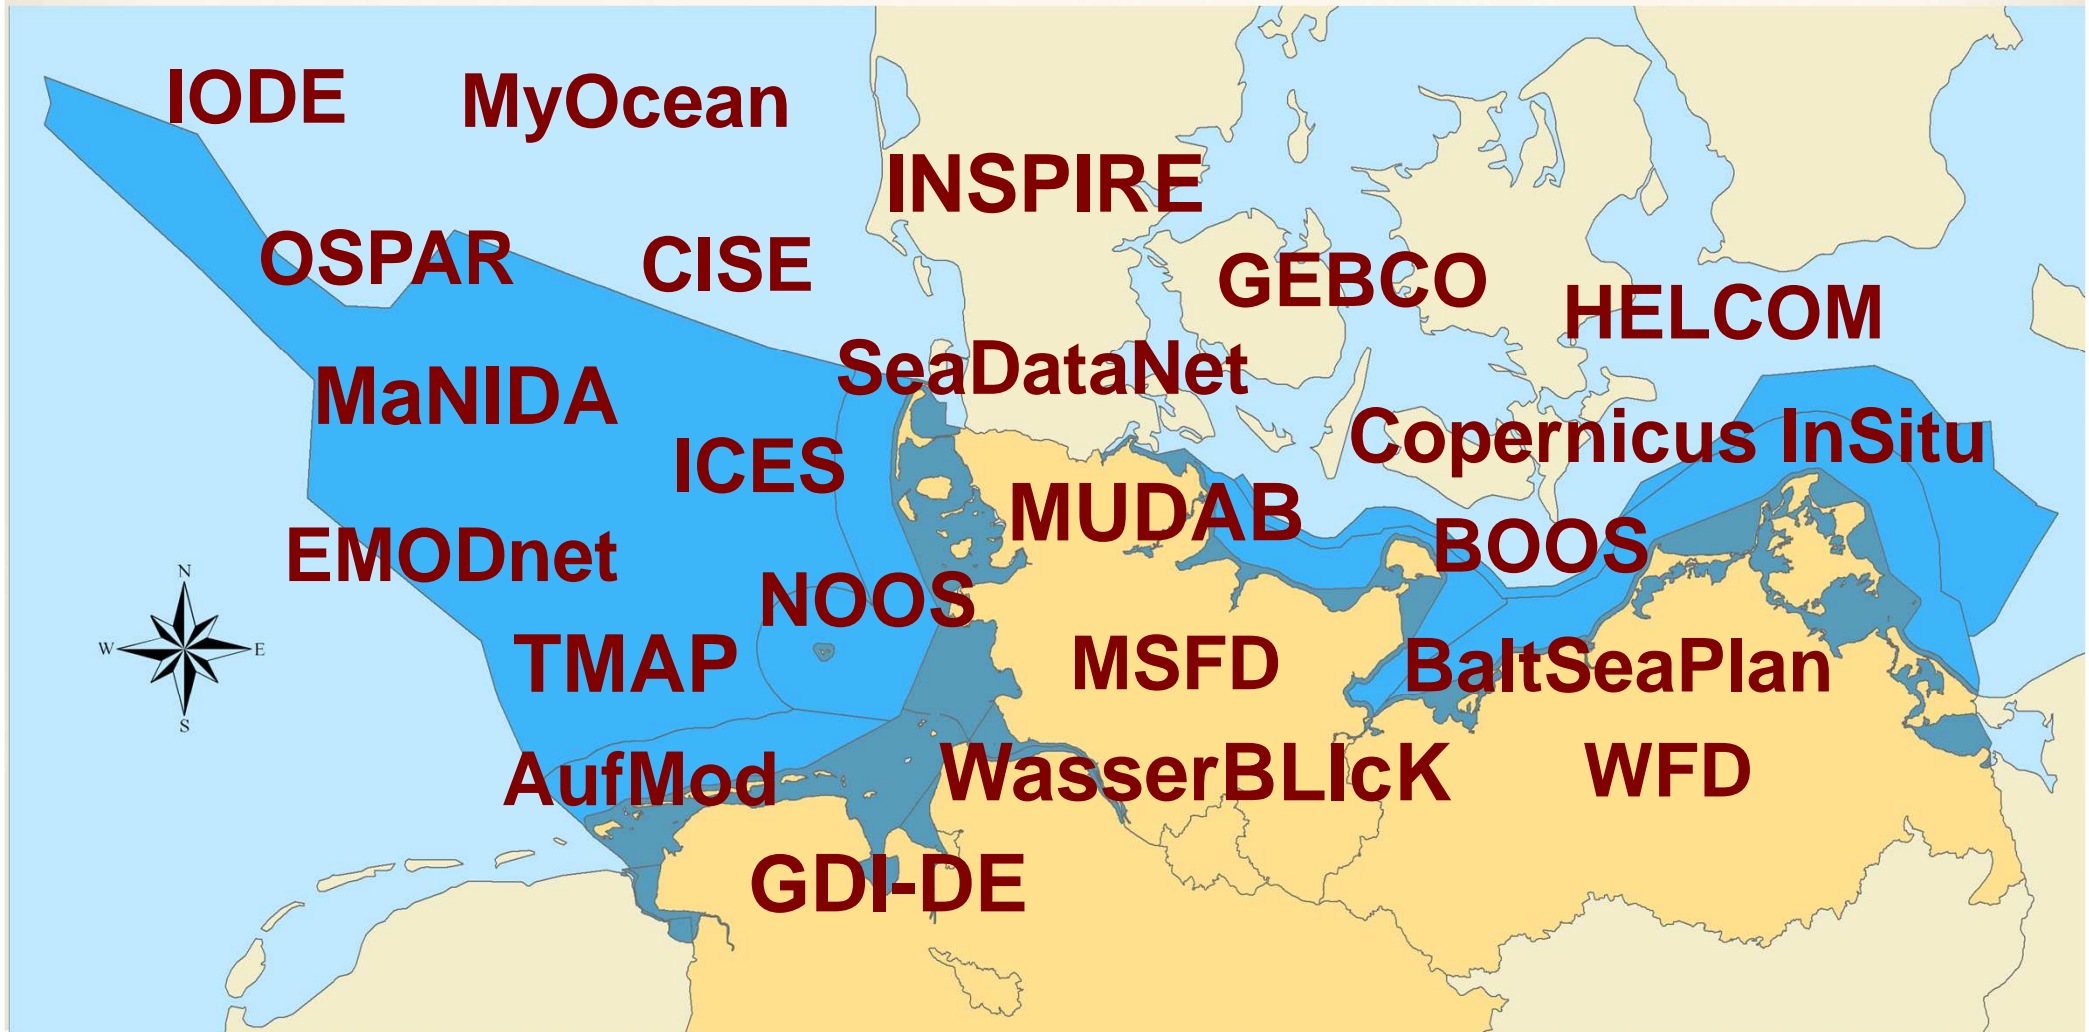 IODE
MyOcean
INSPIRE
OSPAR
CISE
GEBCO
HELCOM
SeaDataNet
MaNIDA
Copernicus InSitu
ICES
MUDAB
BOOS
EMODnet
NOOS
N
W
E
S
TMAP
MSFD
BaltSeaPlan
AufMod
WasserBLIcK
WFD
GDI-DE